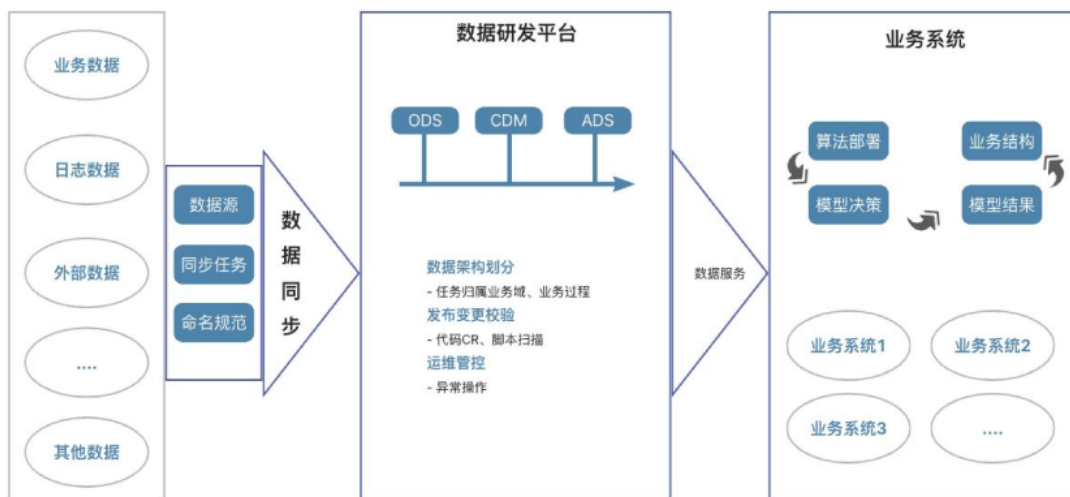 业务数据
日志数据
外部数据
....
其他数据
数据源
同步任务
命名规范
数据同步
数据研发平台
ODS
CDM
ADS
数据架构划分
- 任务归属业务域、业务过程
发布变更校验
- 代码CR、脚本扫描
运维管控
- 异常操作
数据服务
业务系统
算法部署
业务结构
模型决策
模型结果
业务系统1
业务系统2
业务系统3
....